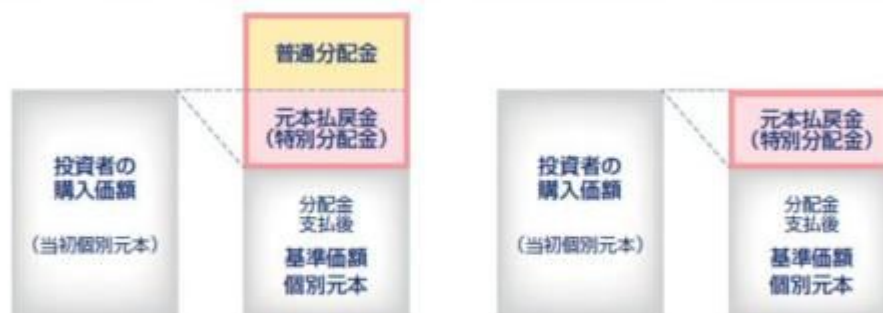 普通分配金
元本払戻金
(特別分配金)
投資者の
購入価額
(当初個別元本)
分配金
支払後
基準価額
個別元本
元本払戻金
(特別分配金)
投資者の
購入価額
(当初個別元本)
分配金
支払後
基準価額
個別元本